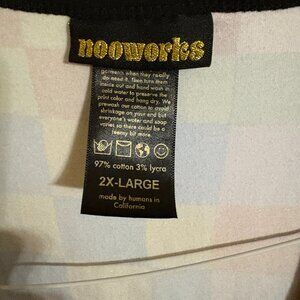 nooworks
garments when they really
do need it. Then turn them
inside out and hand wash in
cold water to preserve the
print color and hang dry. We
prewash our cotton to avoid
shrinkage on your end but
everyone's water and soap
varies so there could be a
teensy bit more.
97% cotton 3% lycra
2X-LARGE
made by humans in
California